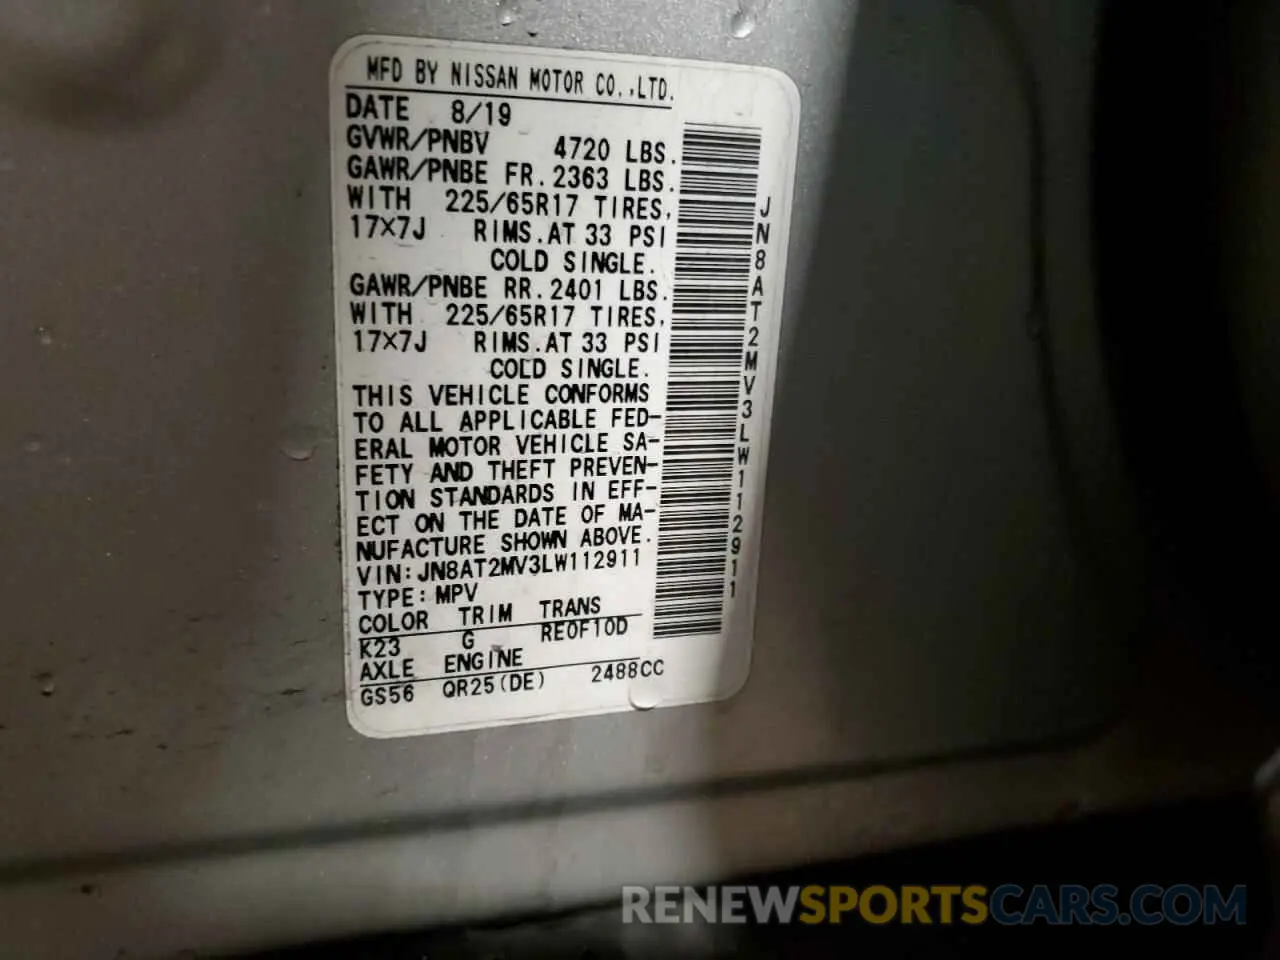 MFD BY NISSAN MOTOR CO.,LTD.
DATE 8/19
GVWR/PNBV 4720 LBS.
GAWR/PNBE FR. 2363 LBS.
WITH 225/65R17 TIRES,
17×7J RIMS. AT 33 PSI
COLD SINGLE.
GAWR/PNBE RR. 2401 LBS.
WITH 225/65R17 TIRES,
17×7J RIMS. AT 33 PSI
COLD SINGLE.
THIS VEHICLE CONFORMS
TO ALL APPLICABLE FED-
ERAL MOTOR VEHICLE SA-
FETY AND THEFT PREVEN-
TION STANDARDS IN EFF-
ECT ON THE DATE OF MA-
NUFACTURE SHOWN ABOVE.
VIN: JN8AT2MV3LW112911
TYPE: MPV
COLOR TRIM TRANS
K23 G RE0F10D
AXLE ENGINE
GS56 QR25(DE) 2488CC
JN8AT2MV3LW112911
RENEWSPORTSCARS.COM